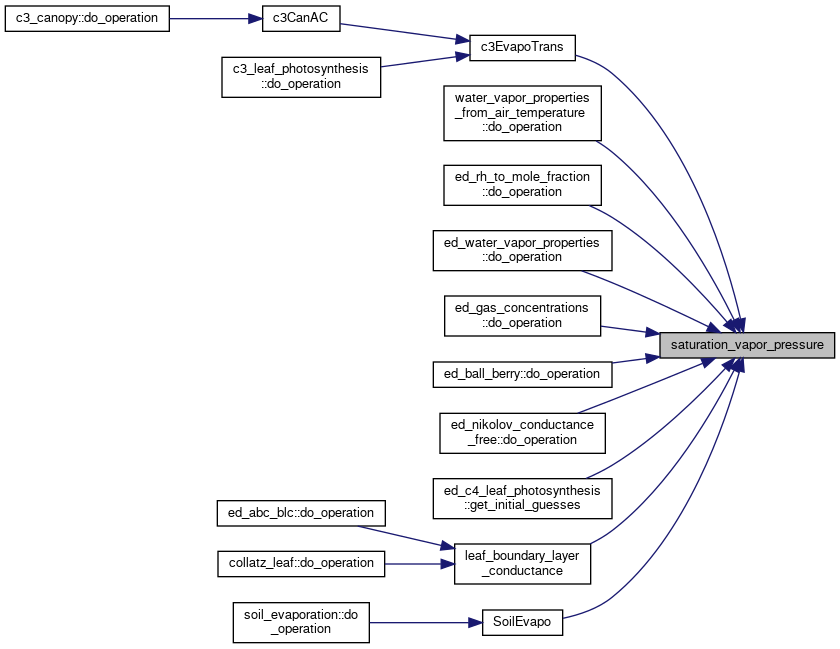 c3_canopy::do_operation
c3CanAC
c3EvapoTrans
c3_leaf_photosynthesis
::do_operation
water_vapor_properties
_from_air_temperature
::do_operation
ed_rh_to_mole_fraction
::do_operation
ed_water_vapor_properties
::do_operation
ed_gas_concentrations
::do_operation
saturation_vapor_pressure
ed_ball_berry::do_operation
ed_nikolov_conductance
_free::do_operation
ed_c4_leaf_photosynthesis
::get_initial_guesses
ed_abc_blc::do_operation
collatz_leaf::do_operation
leaf_boundary_layer
_conductance
soil_evaporation::do
_operation
SoilEvapo